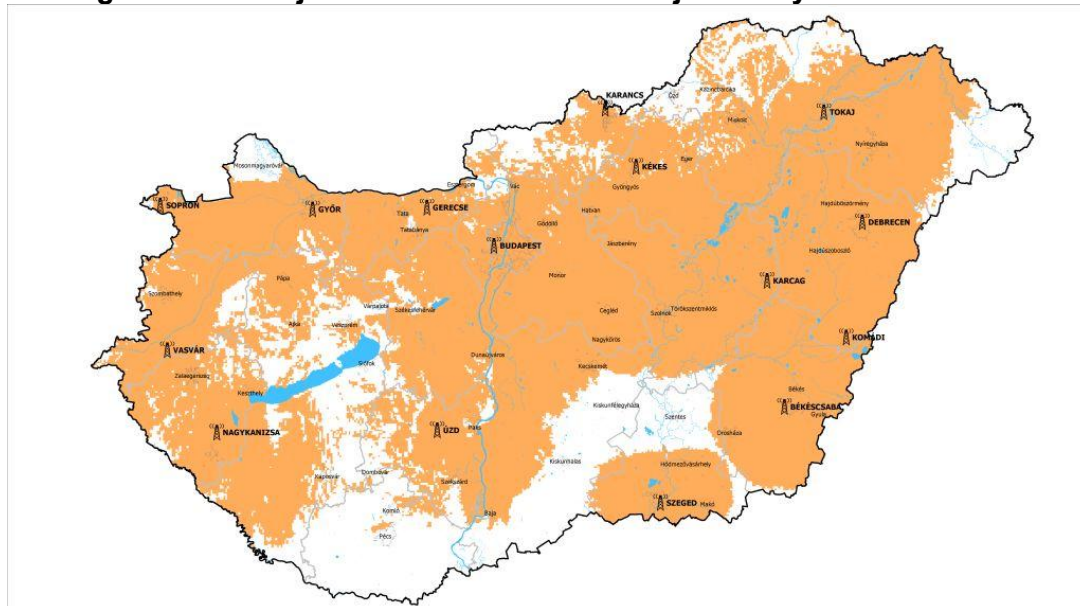 KARANCS
Ózd
Kazincbarcika
Miskolc
TOKAJ
Nyíregyháza
Mosonmagyaróvár
KÉKES
Eger
Gyöngyös
Esztergom
Vác
SOPRON
GYŐR
GERECSE
Tata
Tatabánya
Gödöllő
Hatvan
Jászberény
Hajdúböszörmény
DEBRECEN
BUDAPEST
Hajdúszoboszló
Monor
Pápa
KARCAG
Szombathely
Várpalota
Székesfehérvár
Cegléd
Szolnok
Törökszentmiklós
Ajka
Veszprém
Nagykőrös
KOMÁDI
VASVÁR
Dunaújváros
Siófok
Kecskemét
Zalaegerszeg
Keszthely
Békés
BÉKÉSCSABA
Gyula
Kiskunfélegyháza
Szentes
NAGYKANIZSA
ÚZD
Paks
Orosháza
Kiskunhalas
Hódmezővásárhely
Kaposvár
Dombóvár
Szekszárd
SZEGED
Makó
Komló
Baja
Pécs